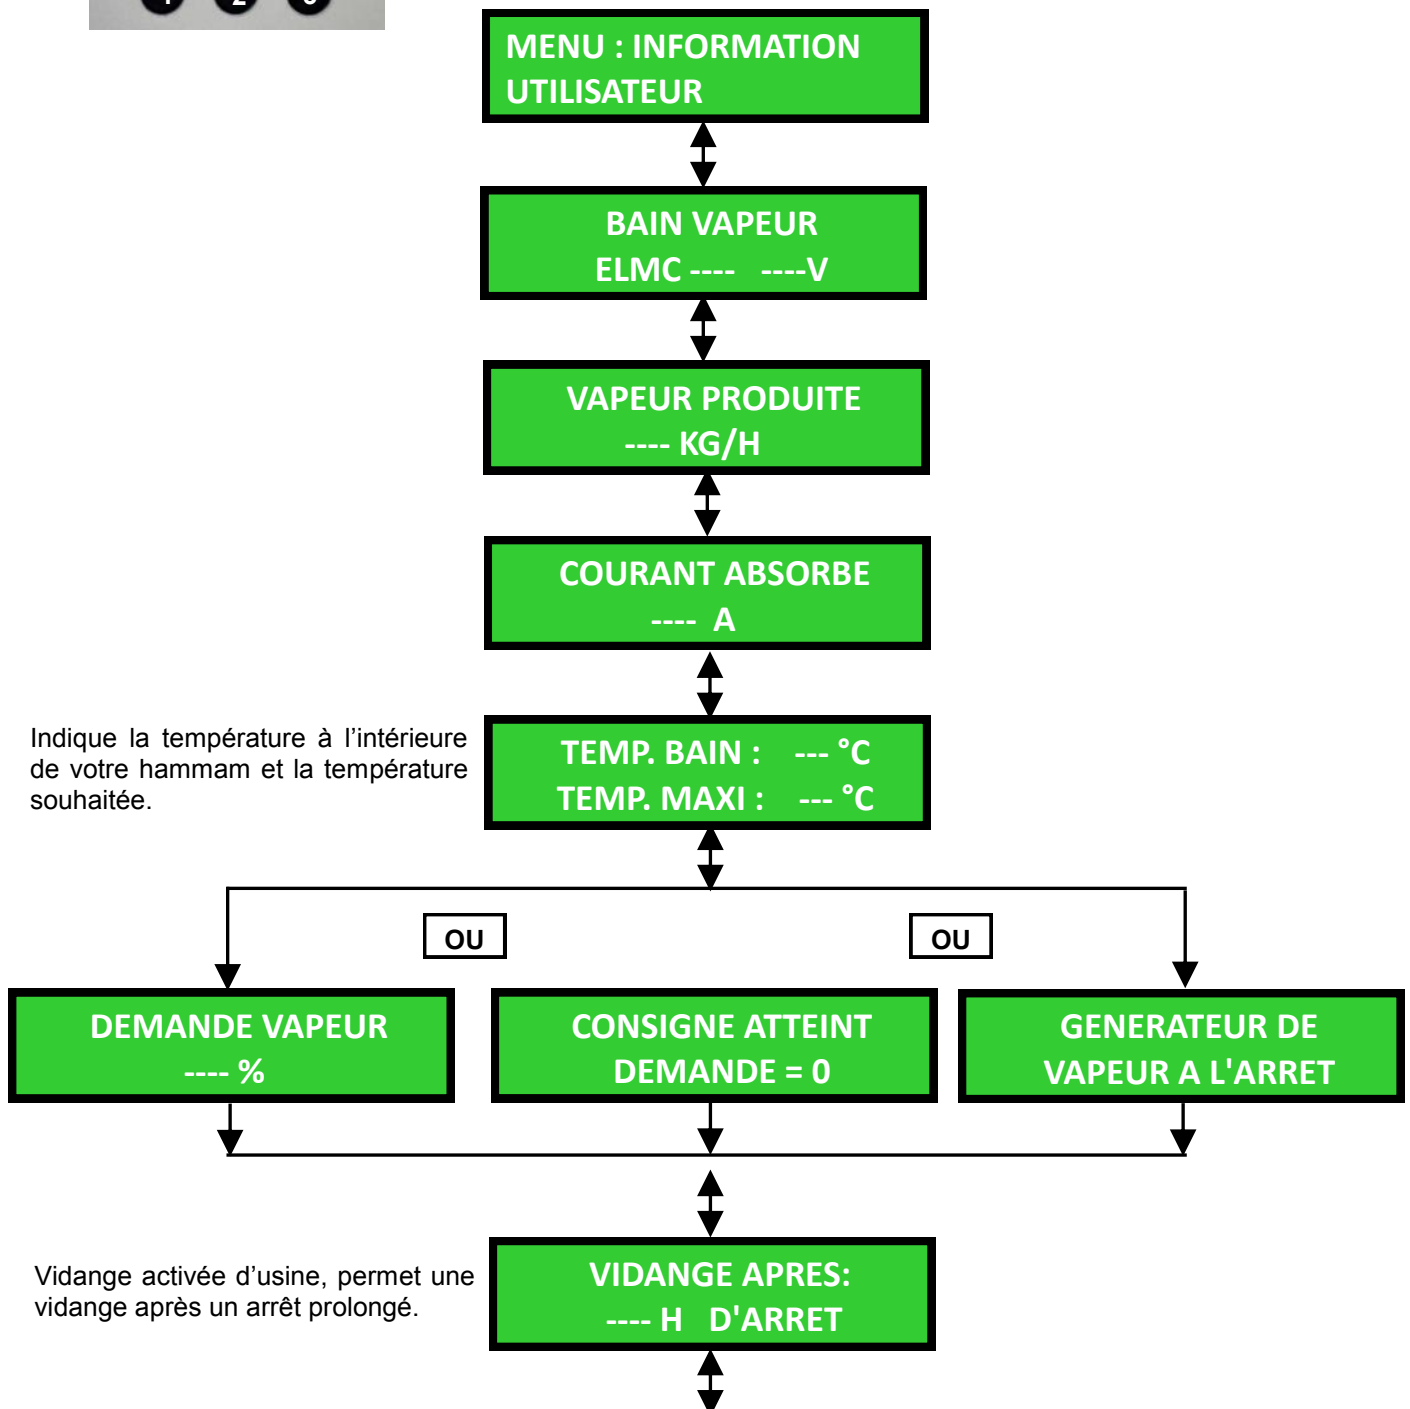 MENU : INFORMATION
UTILISATEUR
BAIN VAPEUR
ELMC ---- ----V
VAPEUR PRODUITE
---- KG/H
COURANT ABSORBE
---- A
Indique la température à l’intérieure
de votre hammam et la température
souhaitée.
TEMP. BAIN : --- °C
TEMP. MAXI : --- °C
OU
OU
DEMANDE VAPEUR
---- %
CONSIGNE ATTEINT
DEMANDE = 0
GENERATEUR DE
VAPEUR A L'ARRET
Vidange activée d’usine, permet une
vidange après un arrêt prolongé.
VIDANGE APRES:
---- H D'ARRET